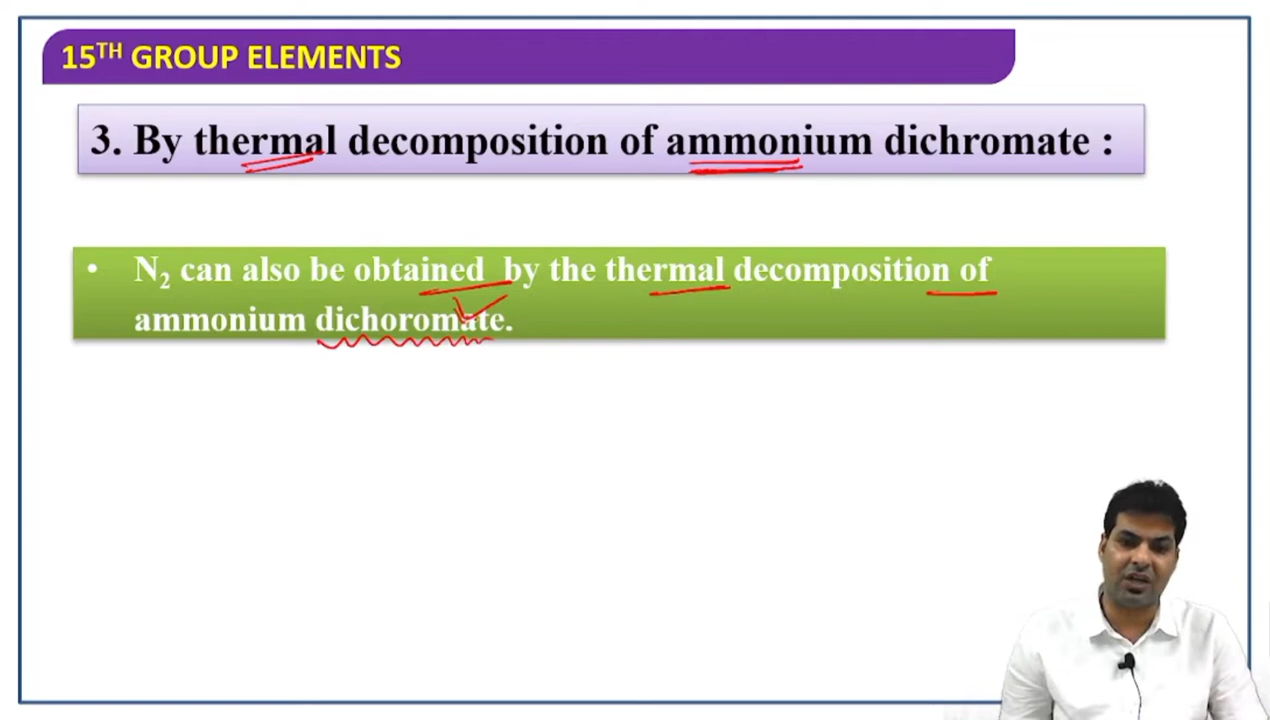 15TH GROUP ELEMENTS
3. By thermal decomposition of ammonium dichromate :
• N2 can also be obtained by the thermal decomposition of
ammonium dichoromate.